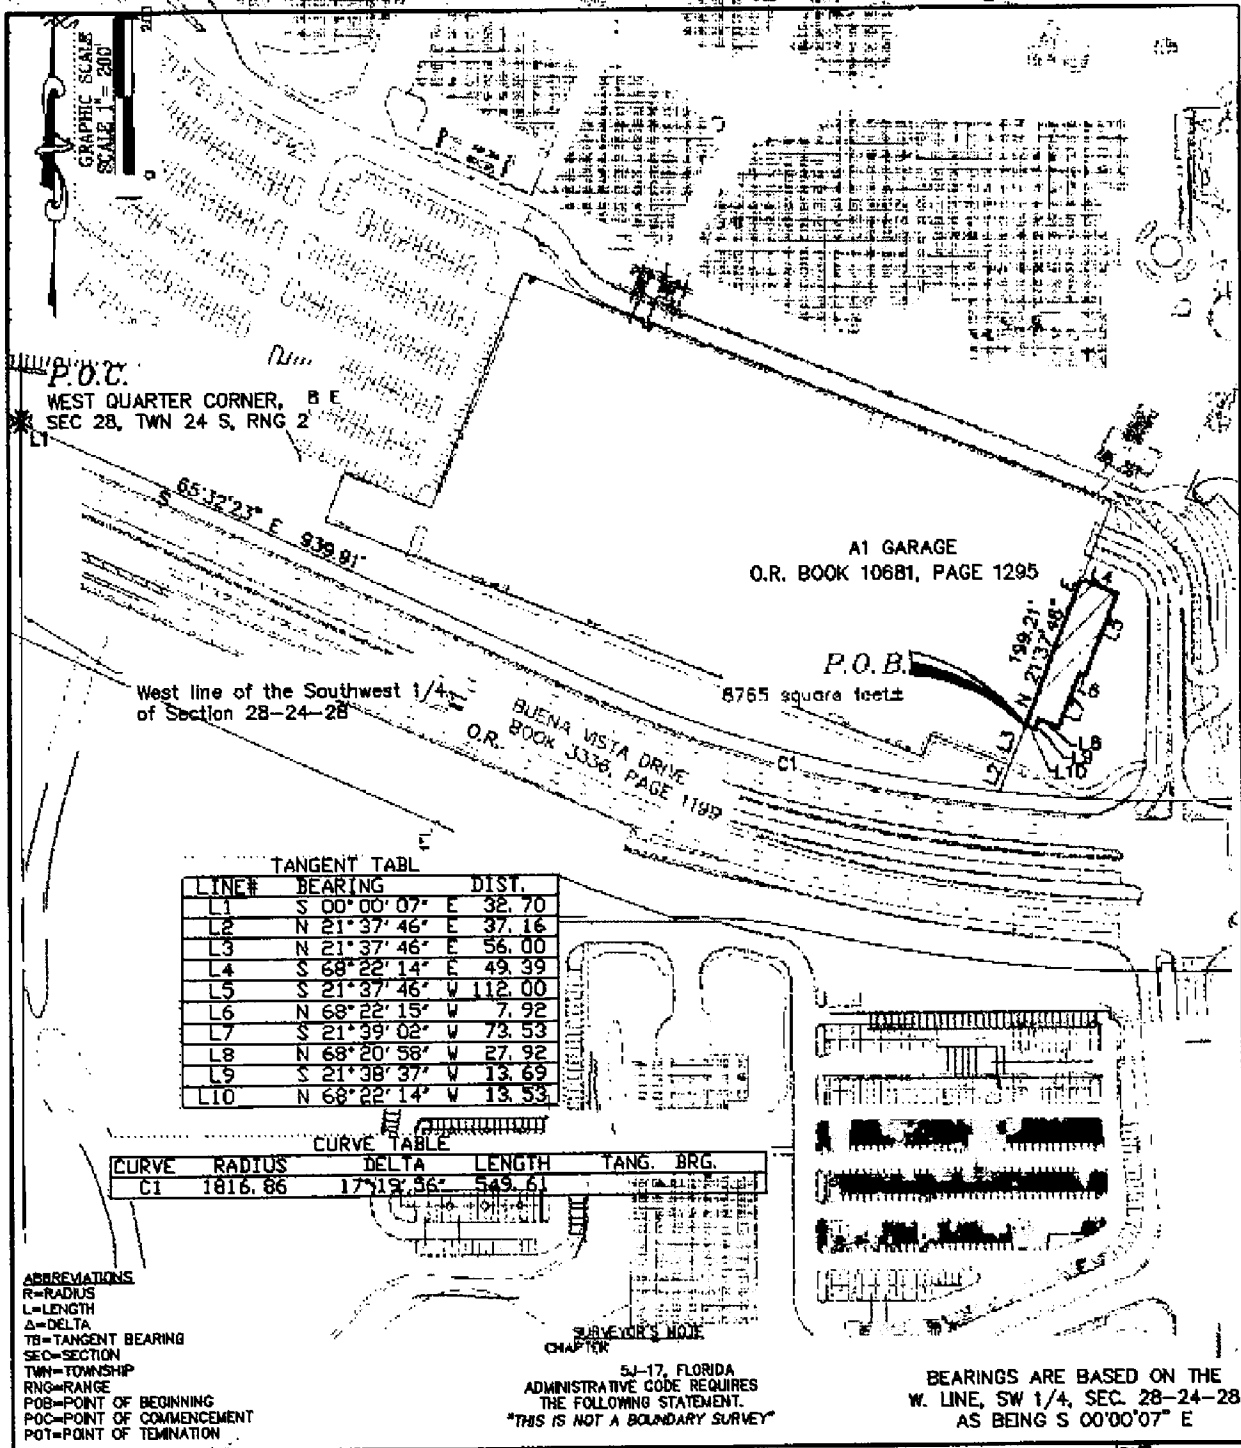 GRAPHIC SCALE
SCALE 1" = 200'
0
200
P.O.C.
WEST QUARTER CORNER, B E
SEC 28, TWN 24 S, RNG 2
L1
S 65°32'23" E 939.91'
A1 GARAGE
O.R. BOOK 10681, PAGE 1295
L4
199.21'
N 21°37'46" E
L5
P.O.B.
8765 square feet±
L6
L7
L8
L9
L10
L3
L2
C1
West line of the Southwest 1/4
of Section 28-24-28
BUENA VISTA DRIVE
O.R. BOOK 3336, PAGE 1199
TANGENT TABL
LINE# BEARING DIST.
L1 S 00°00'07" E 32.70
L2 N 21°37'46" E 37.16
L3 N 21°37'46" E 56.00
L4 S 68°22'14" E 49.39
L5 S 21°37'46" W 112.00
L6 N 68°22'15" W 7.92
L7 S 21°39'02" W 73.53
L8 N 68°20'58" W 27.92
L9 S 21°38'37" W 13.69
L10 N 68°22'14" W 13.53
CURVE TABLE
CURVE RADIUS DELTA LENGTH TANG. BRG.
C1 1816.86 17°19'56" 549.61
ABBREVIATIONS
R=RADIUS
L=LENGTH
Δ=DELTA
TB=TANGENT BEARING
SEC=SECTION
TWN=TOWNSHIP
RNG=RANGE
POB=POINT OF BEGINNING
POC=POINT OF COMMENCEMENT
POT=POINT OF TEMINATION
SURVEYOR'S NOTE
CHAPTER
5J-17, FLORIDA
ADMINISTRATIVE CODE REQUIRES
THE FOLLOWING STATEMENT.
"THIS IS NOT A BOUNDARY SURVEY"
BEARINGS ARE BASED ON THE
W. LINE, SW 1/4, SEC. 28-24-28
AS BEING S 00°00'07" E